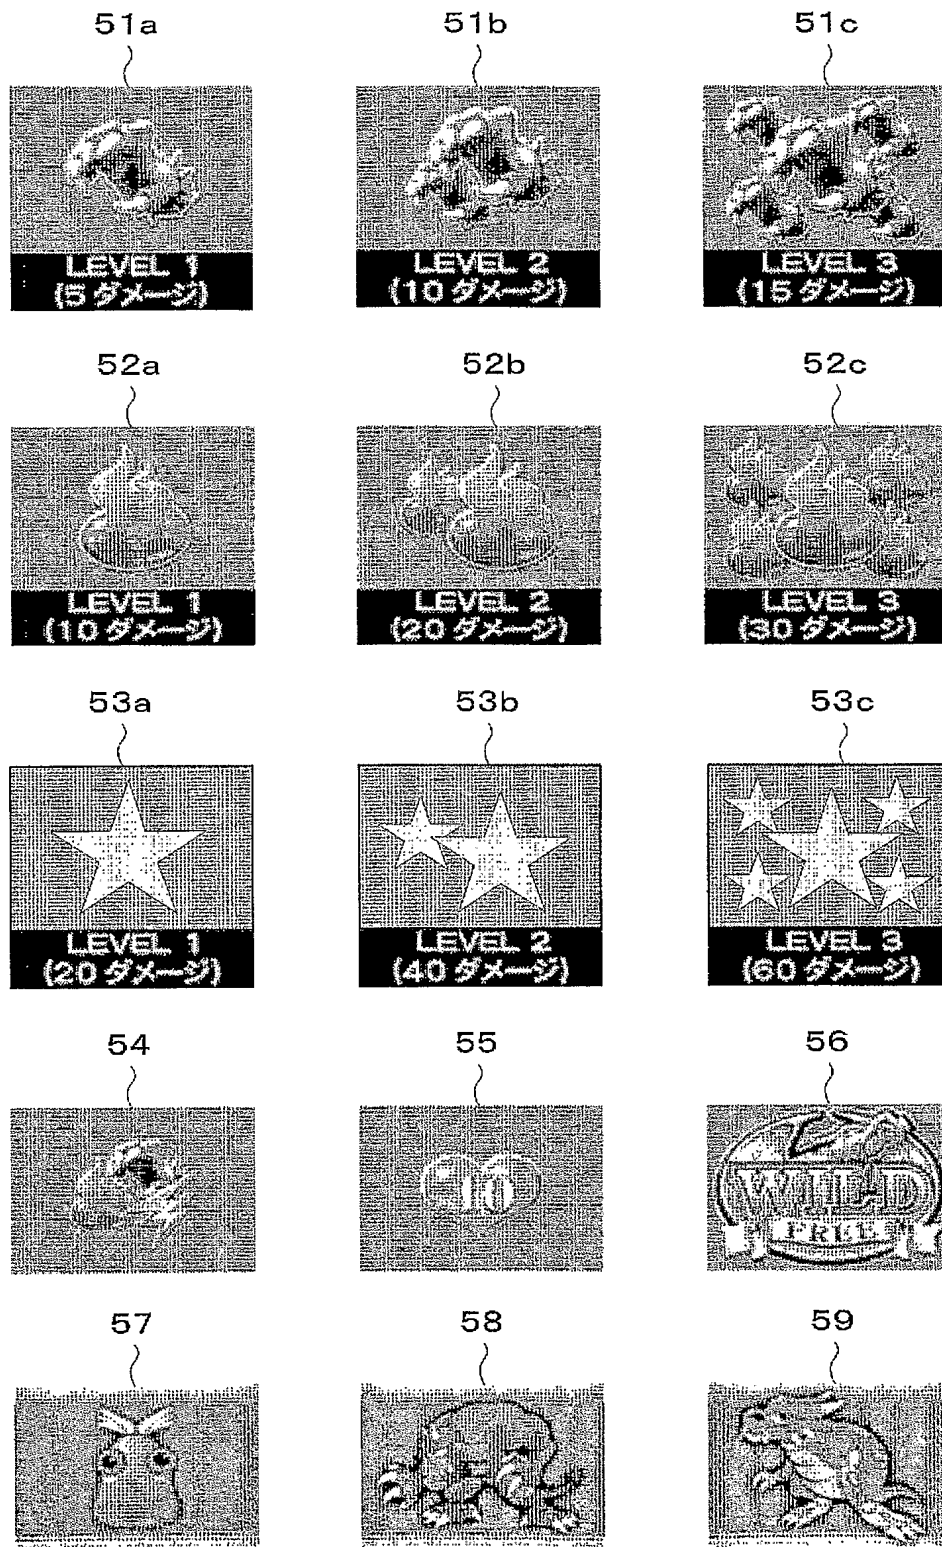 51a 51b 51c
LEVEL 1 LEVEL 2 LEVEL 3
(5 ダメージ) (10 ダメージ) (15 ダメージ)
52a 52b 52c
LEVEL 1 LEVEL 2 LEVEL 3
(10 ダメージ) (20 ダメージ) (30 ダメージ)
53a 53b 53c
LEVEL 1 LEVEL 2 LEVEL 3
(20 ダメージ) (40 ダメージ) (60 ダメージ)
54 55 56
10 WILD
FREE
57 58 59